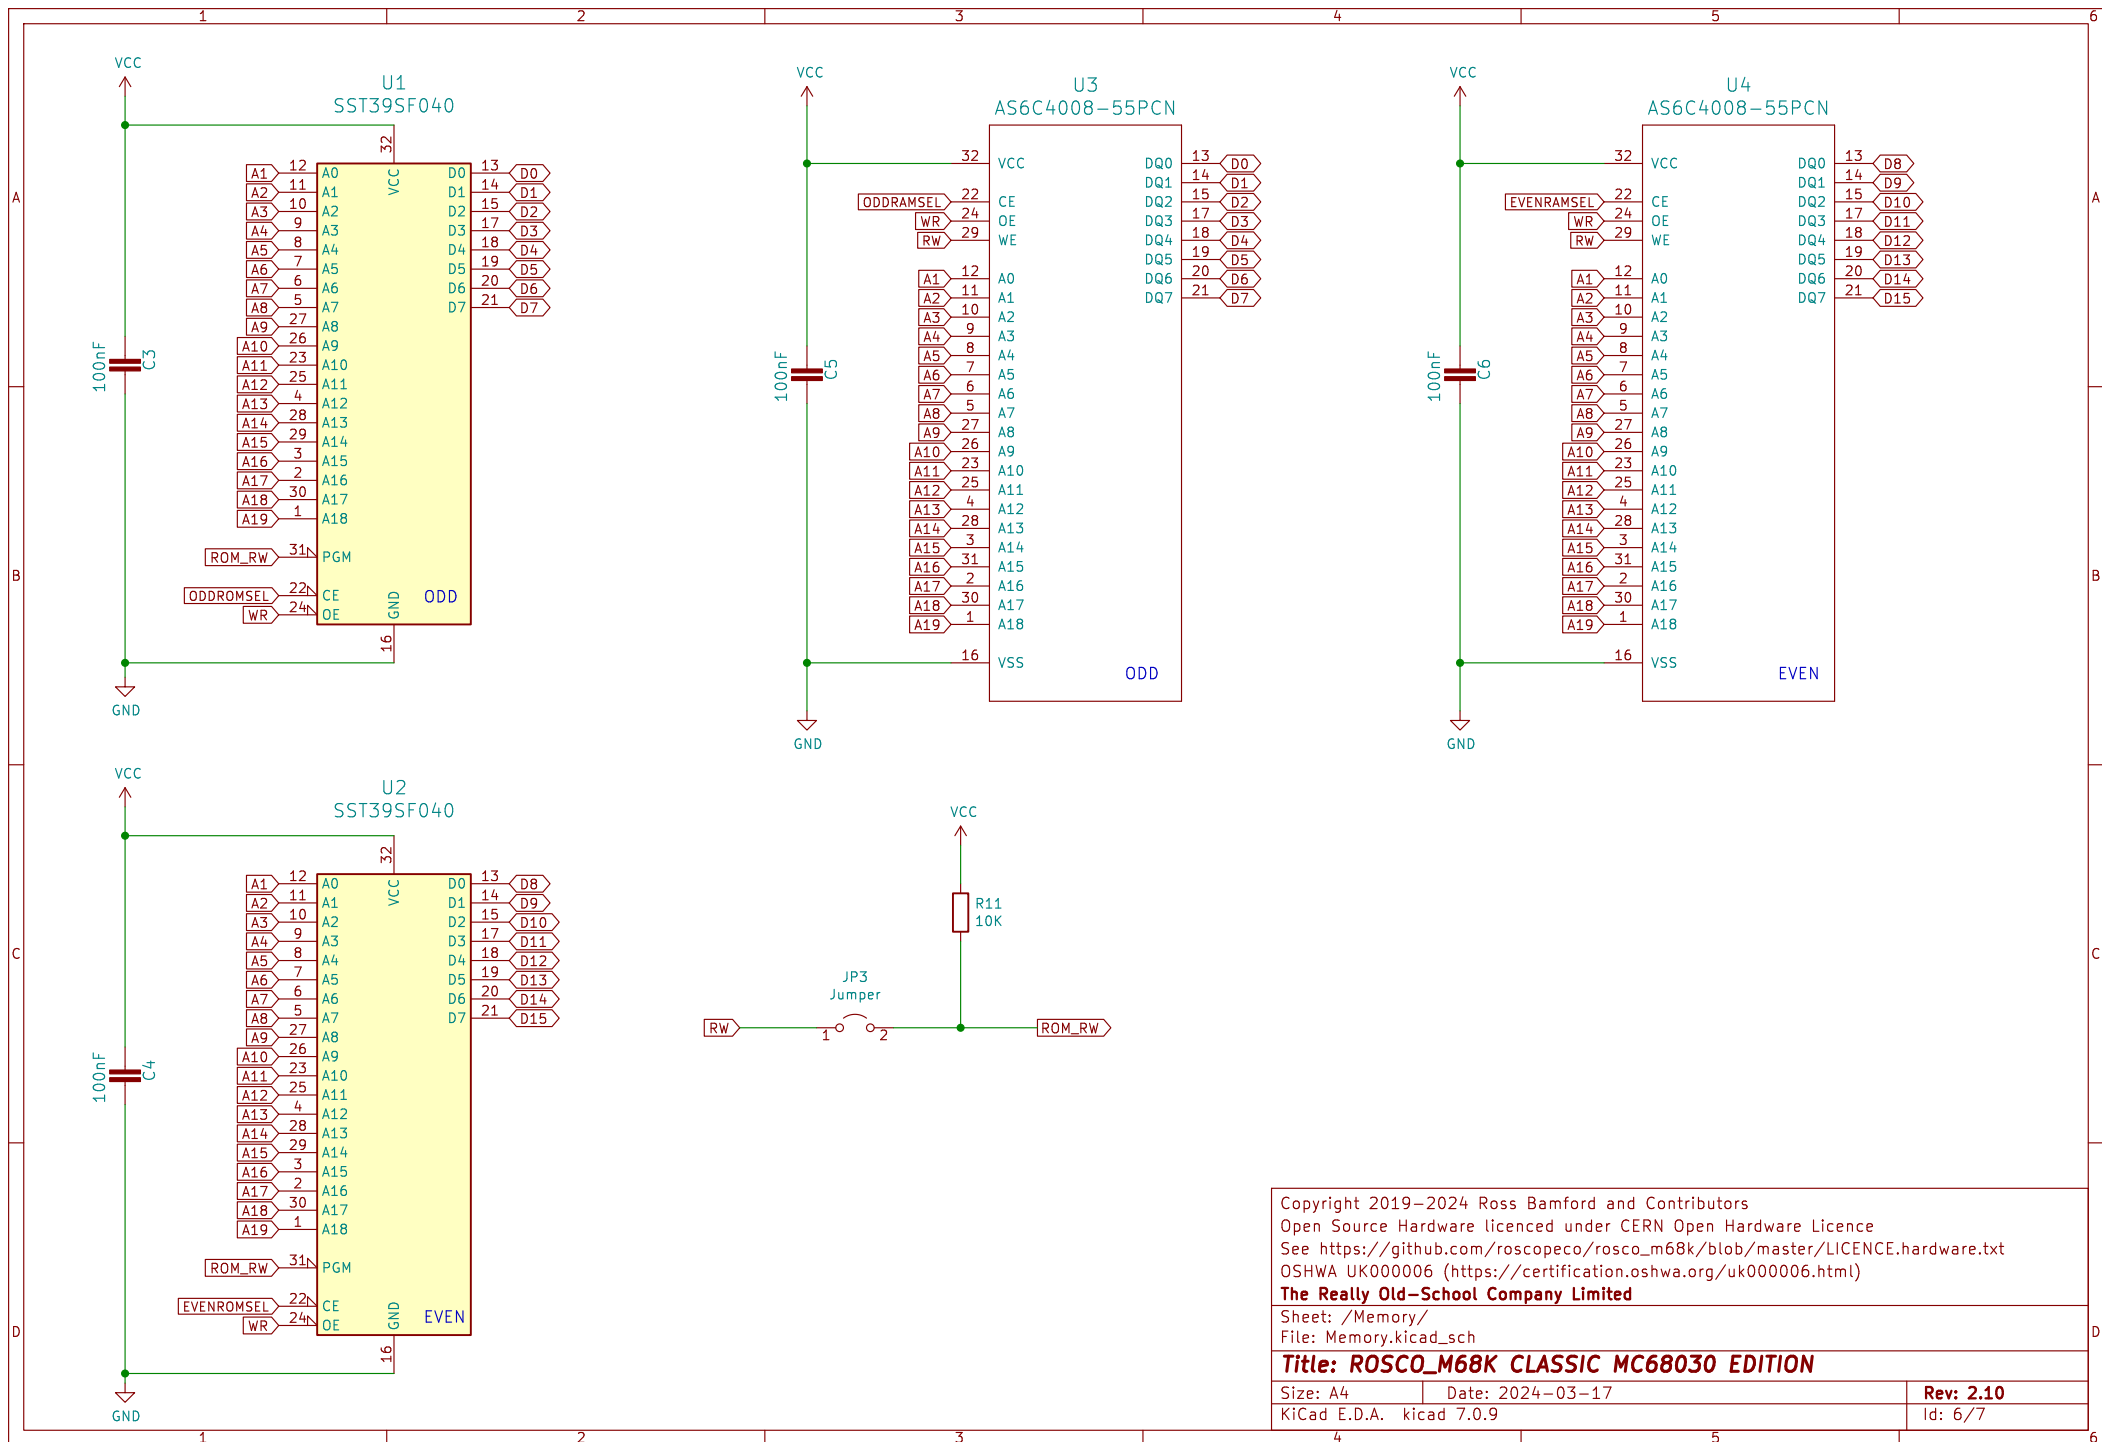 1 2 3 4 5 6
A
B
C
D
VCC
U1
SST39SF040
32
VCC
A1 12 A0 D0 13 D0
A2 11 A1 D1 14 D1
A3 10 A2 D2 15 D2
A4 9 A3 D3 17 D3
A5 8 A4 D4 18 D4
A6 7 A5 D5 19 D5
A7 6 A6 D6 20 D6
A8 5 A7 D7 21 D7
A9 27 A8
A10 26 A9
A11 23 A10
A12 25 A11
A13 4 A12
A14 28 A13
A15 29 A14
A16 3 A15
A17 2 A16
A18 30 A17
A19 1 A18
ROM_RW 31 PGM
ODDROMSEL 22 CE
WR 24 OE
GND
ODD
16
100nF
C3
GND
VCC
U3
AS6C4008-55PCN
32 VCC DQ0 13 D0
DQ1 14 D1
ODDRAMSEL 22 CE DQ2 15 D2
WR 24 OE DQ3 17 D3
RW 29 WE DQ4 18 D4
DQ5 19 D5
A1 12 A0 DQ6 20 D6
A2 11 A1 DQ7 21 D7
A3 10 A2
A4 9 A3
A5 8 A4
A6 7 A5
A7 6 A6
A8 5 A7
A9 27 A8
A10 26 A9
A11 23 A10
A12 25 A11
A13 4 A12
A14 28 A13
A15 3 A14
A16 31 A15
A17 2 A16
A18 30 A17
A19 1 A18
16 VSS
ODD
100nF
C5
GND
VCC
U4
AS6C4008-55PCN
32 VCC DQ0 13 D8
DQ1 14 D9
EVENRAMSEL 22 CE DQ2 15 D10
WR 24 OE DQ3 17 D11
RW 29 WE DQ4 18 D12
DQ5 19 D13
A1 12 A0 DQ6 20 D14
A2 11 A1 DQ7 21 D15
A3 10 A2
A4 9 A3
A5 8 A4
A6 7 A5
A7 6 A6
A8 5 A7
A9 27 A8
A10 26 A9
A11 23 A10
A12 25 A11
A13 4 A12
A14 28 A13
A15 3 A14
A16 31 A15
A17 2 A16
A18 30 A17
A19 1 A18
16 VSS
EVEN
100nF
C6
GND
VCC
U2
SST39SF040
32
VCC
A1 12 A0 D0 13 D8
A2 11 A1 D1 14 D9
A3 10 A2 D2 15 D10
A4 9 A3 D3 17 D11
A5 8 A4 D4 18 D12
A6 7 A5 D5 19 D13
A7 6 A6 D6 20 D14
A8 5 A7 D7 21 D15
A9 27 A8
A10 26 A9
A11 23 A10
A12 25 A11
A13 4 A12
A14 28 A13
A15 29 A14
A16 3 A15
A17 2 A16
A18 30 A17
A19 1 A18
ROM_RW 31 PGM
EVENROMSEL 22 CE
WR 24 OE
GND
EVEN
16
100nF
C4
GND
VCC
R11
10K
JP3
Jumper
RW 1 2 ROM_RW
Copyright 2019-2024 Ross Bamford and Contributors
Open Source Hardware licenced under CERN Open Hardware Licence
See https://github.com/roscopeco/rosco_m68k/blob/master/LICENCE.hardware.txt
OSHWA UK000006 (https://certification.oshwa.org/uk000006.html)
The Really Old-School Company Limited
Sheet: /Memory/
File: Memory.kicad_sch
Title: ROSCO_M68K CLASSIC MC68030 EDITION
Size: A4 Date: 2024-03-17 Rev: 2.10
KiCad E.D.A. kicad 7.0.9 Id: 6/7
A
B
C
D
1 2 3 4 5 6